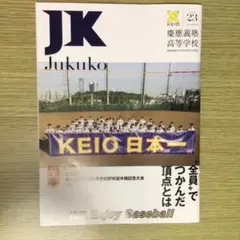 JK
Jukuko
KEIO
23
慶應義塾
高等学校
KEIO 日本一
"全員"で
つかんだ
頂点とは
Enjoy Baseball